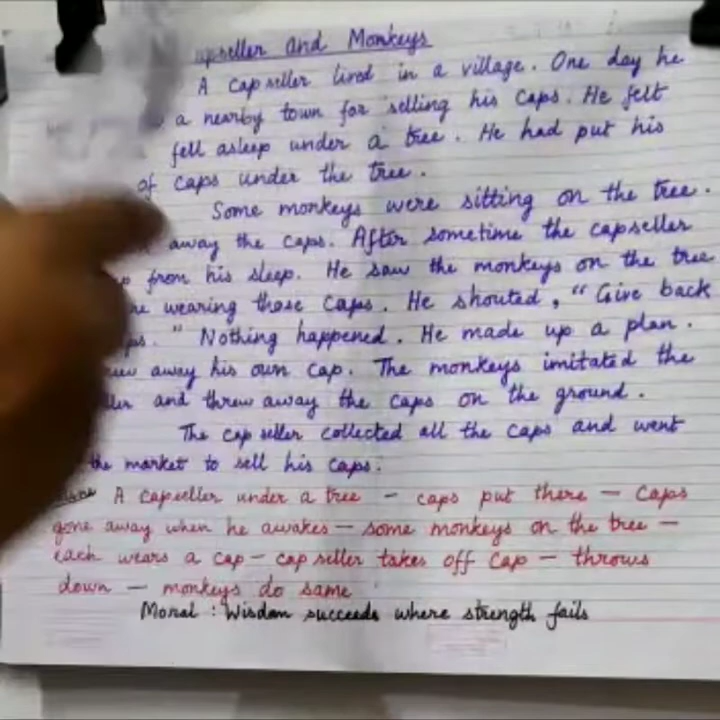 apseller and Monkeys
A cap seller lived in a village. One day he
a nearby town for selling his caps. He felt
fell asleep under a tree. He had put his
of caps under the tree.
Some monkeys were sitting on the tree.
away the caps. After sometime the capseller
up from his sleep. He saw the monkeys on the tree
wearing those caps. He shouted, "Give back
ps." Nothing happened. He made up a plan.
away his own cap. The monkeys imitated the
ller and threw away the caps on the ground.
The cap seller collected all the caps and went
the market to sell his caps.
A capseller under a tree - caps put there - caps
gone away when he awakes - some monkeys on the tree -
each wears a cap - cap seller takes off cap - throws
down - monkeys do same
Moral : Wisdom succeeds where strength fails